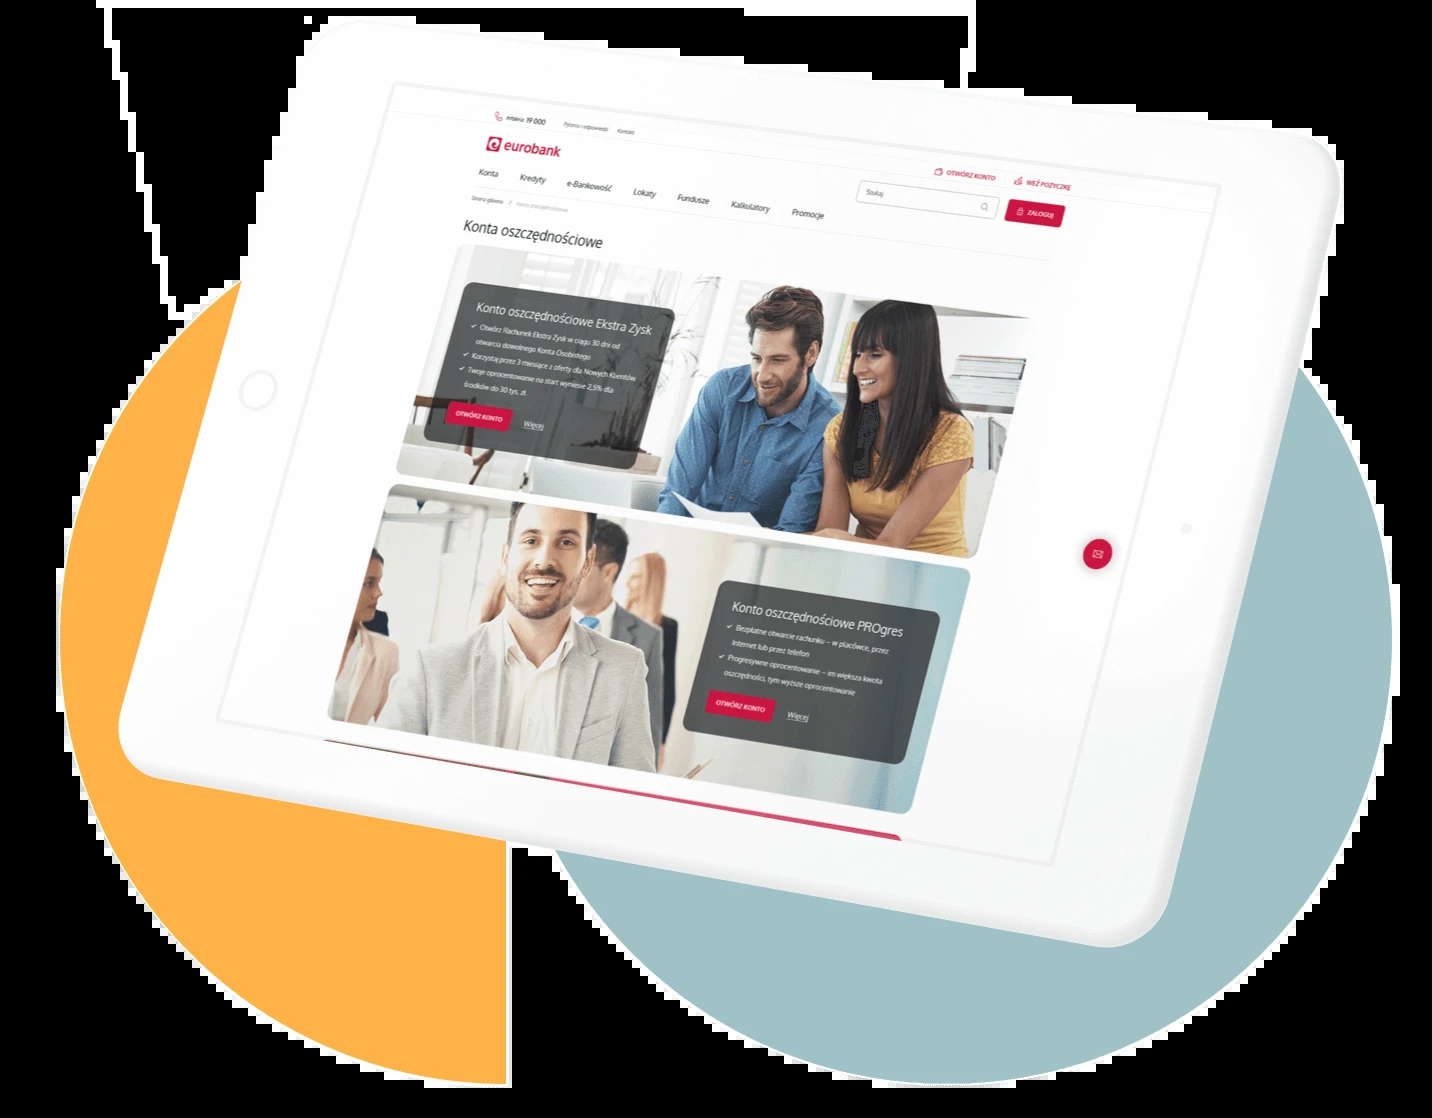 infolinia 19 000
Pytania i odpowiedzi
Kontakt
eurobank
OTWÓRZ KONTO
WEŹ POŻYCZKĘ
Konta
Kredyty
e-Bankowość
Lokaty
Fundusze
Kalkulatory
Promocje
Szukaj
ZALOGUJ
Strona główna / Konta oszczędnościowe
Konta oszczędnościowe
Konto oszczędnościowe Ekstra Zysk
Otwórz Rachunek Ekstra Zysk w ciągu 30 dni od
otwarcia dowolnego Konta Osobistego
Korzystaj przez 3 miesiące z oferty dla Nowych Klientów
Twoje oprocentowanie na start wyniesie 2,5% dla
środków do 30 tys. zł.
OTWÓRZ KONTO
Więcej
Konto oszczędnościowe PROgres
Bezpłatne otwarcie rachunku – w placówce, przez
Internet lub przez telefon
Progresywne oprocentowanie – im większa kwota
oszczędności, tym wyższe oprocentowanie
OTWÓRZ KONTO
Więcej